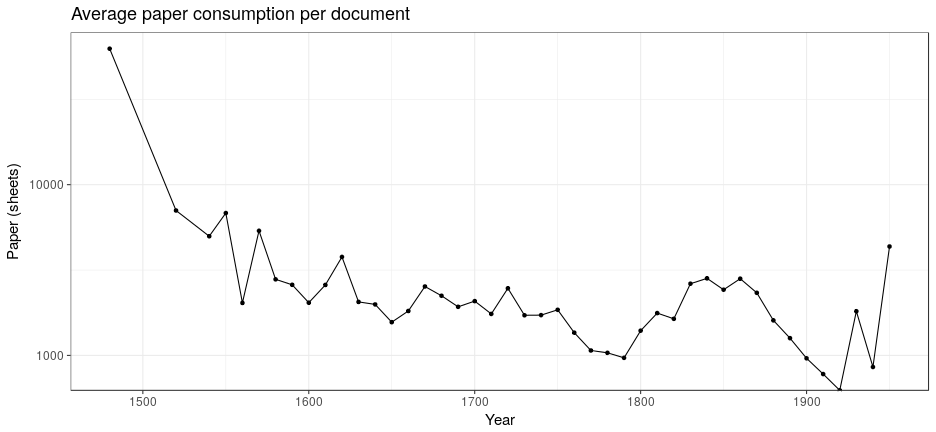 Average paper consumption per document
Paper (sheets)
10000
1000
1500 1600 1700 1800 1900
Year